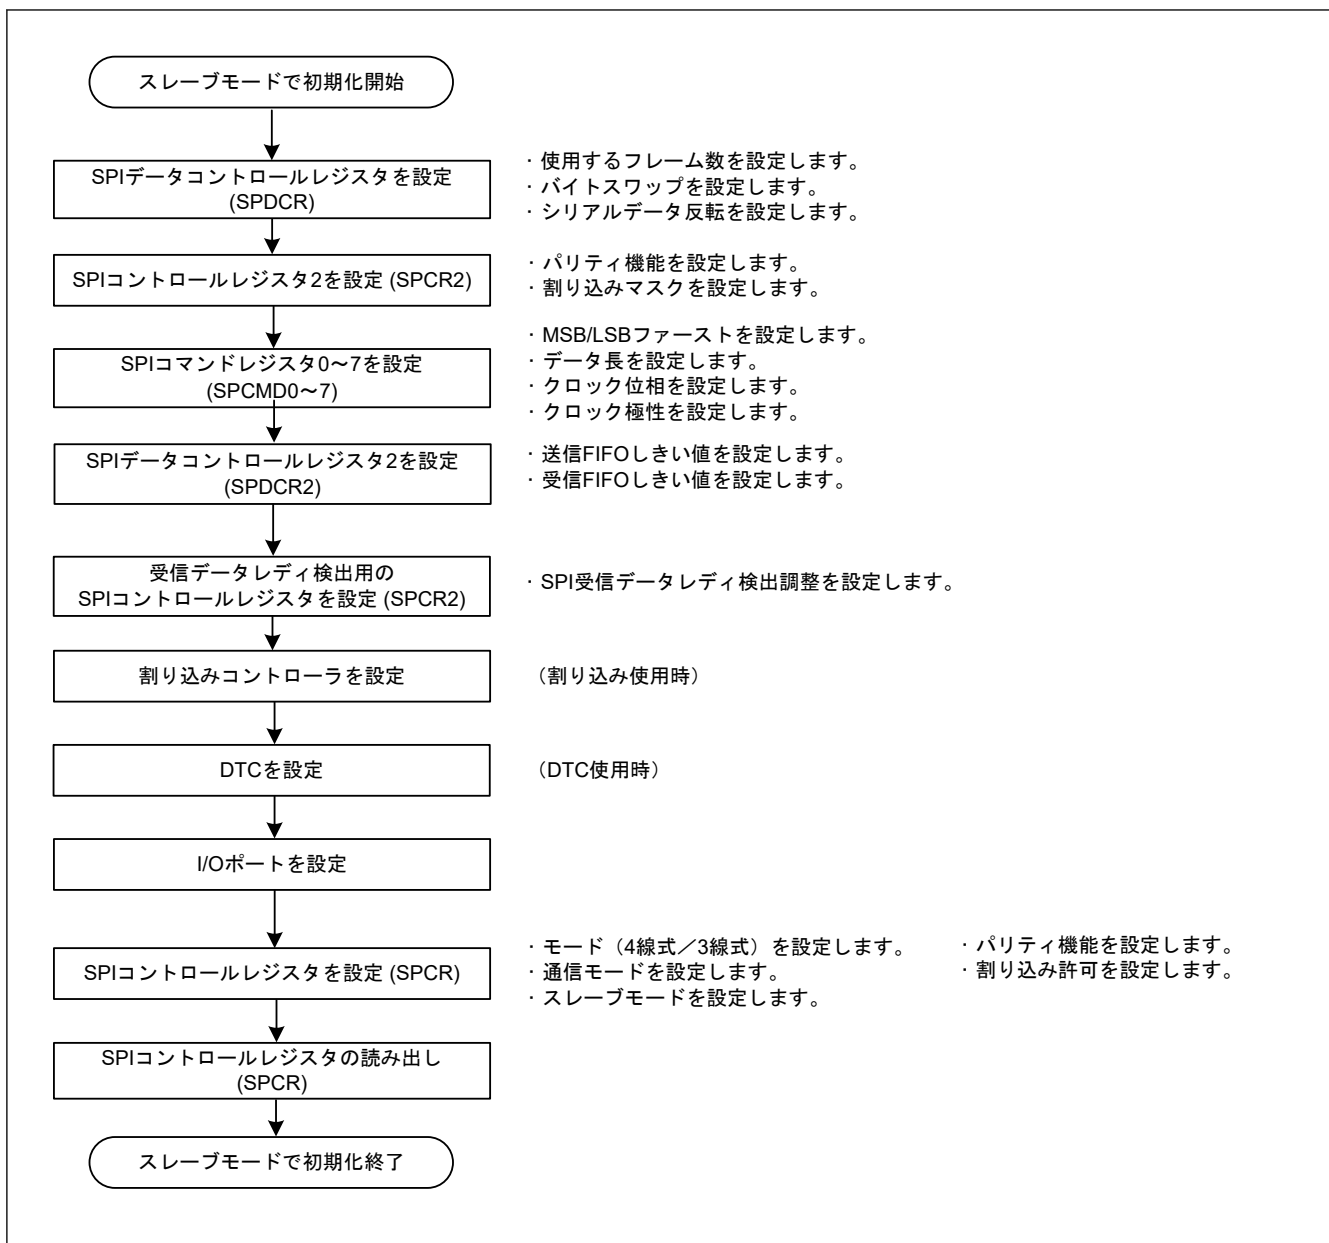 スレーブモードで初期化開始
SPIデータコントロールレジスタを設定
(SPDCR)
・使用するフレーム数を設定します。
・バイトスワップを設定します。
・シリアルデータ反転を設定します。
SPIコントロールレジスタ2を設定 (SPCR2)
・パリティ機能を設定します。
・割り込みマスクを設定します。
SPIコマンドレジスタ0～7を設定
(SPCMD0～7)
・MSB/LSBファーストを設定します。
・データ長を設定します。
・クロック位相を設定します。
・クロック極性を設定します。
SPIデータコントロールレジスタ2を設定
(SPDCR2)
・送信FIFOしきい値を設定します。
・受信FIFOしきい値を設定します。
受信データレディ検出用の
SPIコントロールレジスタを設定 (SPCR2)
・SPI受信データレディ検出調整を設定します。
割り込みコントローラを設定
（割り込み使用時）
DTCを設定
（DTC使用時）
I/Oポートを設定
SPIコントロールレジスタを設定 (SPCR)
・モード（4線式／3線式）を設定します。
・通信モードを設定します。
・スレーブモードを設定します。
・パリティ機能を設定します。
・割り込み許可を設定します。
SPIコントロールレジスタの読み出し
(SPCR)
スレーブモードで初期化終了